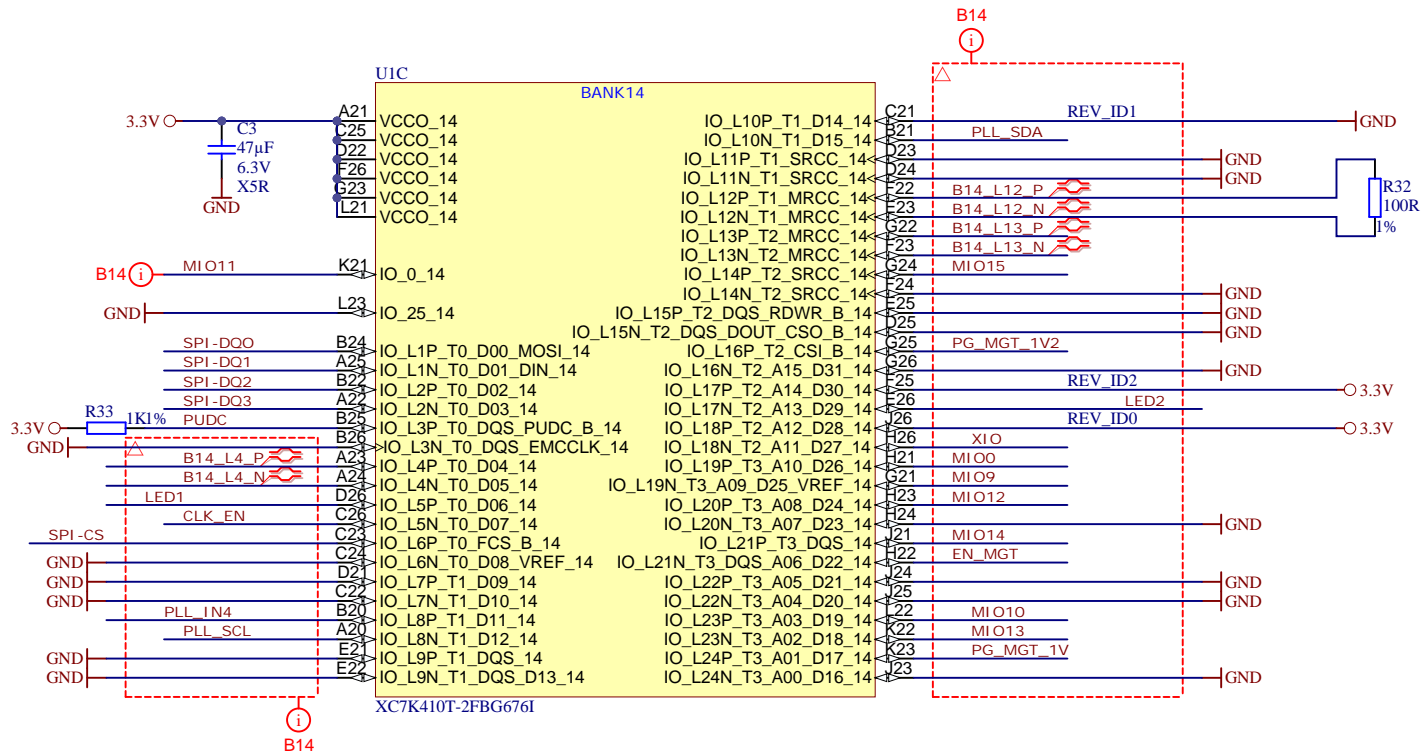 B14
U1C
BANK14
3.3V
C3
47µF
6.3V
X5R
GND
A21 VCCO_14
C25 VCCO_14
D22 VCCO_14
F26 VCCO_14
G23 VCCO_14
L21 VCCO_14
B14 MIO11 K21 IO_0_14
GND L23 IO_25_14
SPI-DQ0 B24 IO_L1P_T0_D00_MOSI_14
SPI-DQ1 A25 IO_L1N_T0_D01_DIN_14
SPI-DQ2 B22 IO_L2P_T0_D02_14
SPI-DQ3 A22 IO_L2N_T0_D03_14
3.3V R33 1K1% PUDC B25 IO_L3P_T0_DQS_PUDC_B_14
GND B26 IO_L3N_T0_DQS_EMCCLK_14
B14_L4_P A23 IO_L4P_T0_D04_14
B14_L4_N A24 IO_L4N_T0_D05_14
LED1 D26 IO_L5P_T0_D06_14
CLK_EN C26 IO_L5N_T0_D07_14
SPI-CS C23 IO_L6P_T0_FCS_B_14
GND C24 IO_L6N_T0_D08_VREF_14
GND D21 IO_L7P_T1_D09_14
GND C22 IO_L7N_T1_D10_14
PLL_IN4 B20 IO_L8P_T1_D11_14
PLL_SCL A20 IO_L8N_T1_D12_14
GND E21 IO_L9P_T1_DQS_14
GND E22 IO_L9N_T1_DQS_D13_14
IO_L10P_T1_D14_14 C21 REV_ID1 GND
IO_L10N_T1_D15_14 B21 PLL_SDA
IO_L11P_T1_SRCC_14 D23 GND
IO_L11N_T1_SRCC_14 D24 GND
IO_L12P_T1_MRCC_14 F22 B14_L12_P
IO_L12N_T1_MRCC_14 E23 B14_L12_N
R32
100R
1%
IO_L13P_T2_MRCC_14 G22 B14_L13_P
IO_L13N_T2_MRCC_14 F23 B14_L13_N
IO_L14P_T2_SRCC_14 G24 MIO15
IO_L14N_T2_SRCC_14 F24 GND
IO_L15P_T2_DQS_RDWR_B_14 E25 GND
IO_L15N_T2_DQS_DOUT_CSO_B_14 D25 GND
IO_L16P_T2_CSI_B_14 G25 PG_MGT_1V2
IO_L16N_T2_A15_D31_14 G26 GND
IO_L17P_T2_A14_D30_14 F25 REV_ID2 3.3V
IO_L17N_T2_A13_D29_14 E26 LED2
IO_L18P_T2_A12_D28_14 J26 REV_ID0 3.3V
IO_L18N_T2_A11_D27_14 H26 XIO
IO_L19P_T3_A10_D26_14 H21 MIO0
IO_L19N_T3_A09_D25_VREF_14 G21 MIO9
IO_L20P_T3_A08_D24_14 H23 MIO12
IO_L20N_T3_A07_D23_14 H24 GND
IO_L21P_T3_DQS_14 J21 MIO14
IO_L21N_T3_DQS_A06_D22_14 H22 EN_MGT
IO_L22P_T3_A05_D21_14 J24 GND
IO_L22N_T3_A04_D20_14 J25 GND
IO_L23P_T3_A03_D19_14 L22 MIO10
IO_L23N_T3_A02_D18_14 K22 MIO13
IO_L24P_T3_A01_D17_14 K23 PG_MGT_1V
IO_L24N_T3_A00_D16_14 J23 GND
XC7K410T-2FBG676I
B14